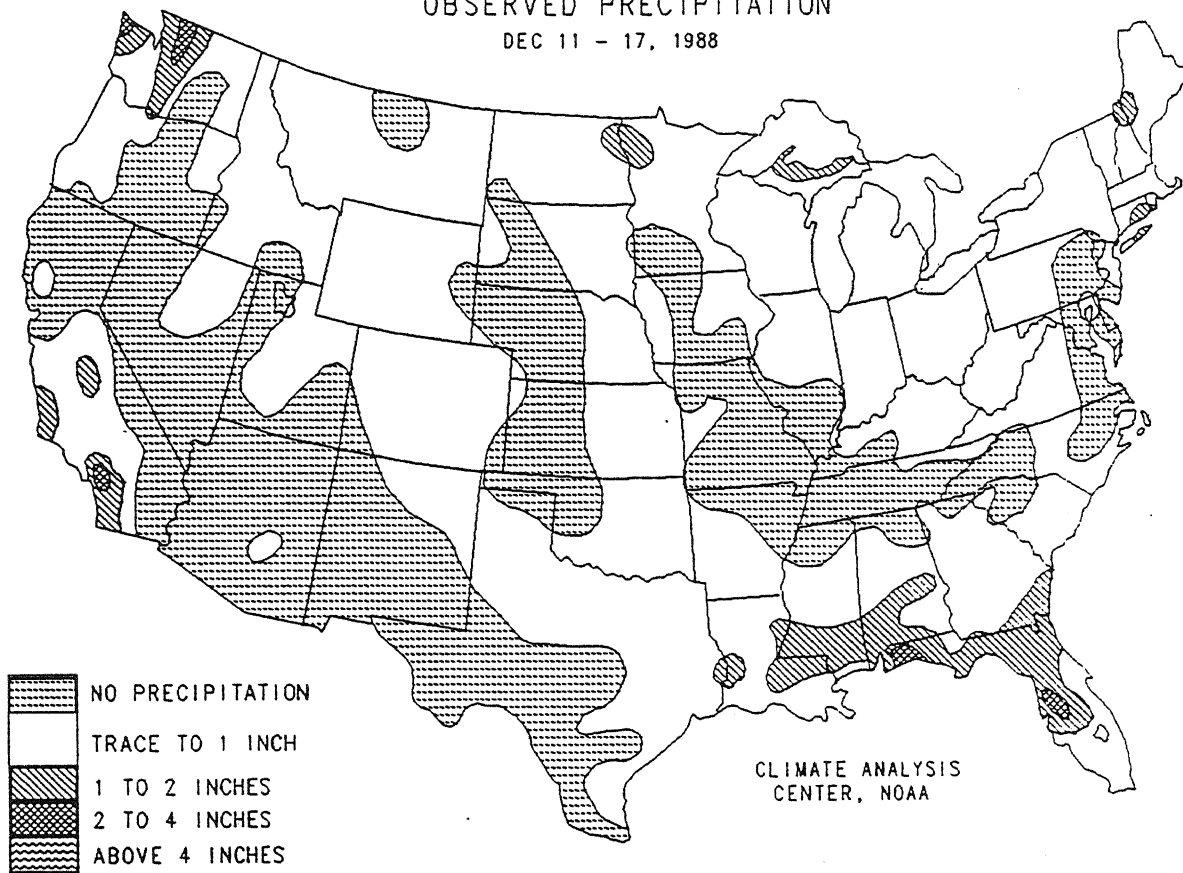 OBSERVED PRECIPITATION
DEC 11 - 17, 1988
NO PRECIPITATION
TRACE TO 1 INCH
1 TO 2 INCHES
2 TO 4 INCHES
ABOVE 4 INCHES
CLIMATE ANALYSIS
CENTER, NOAA